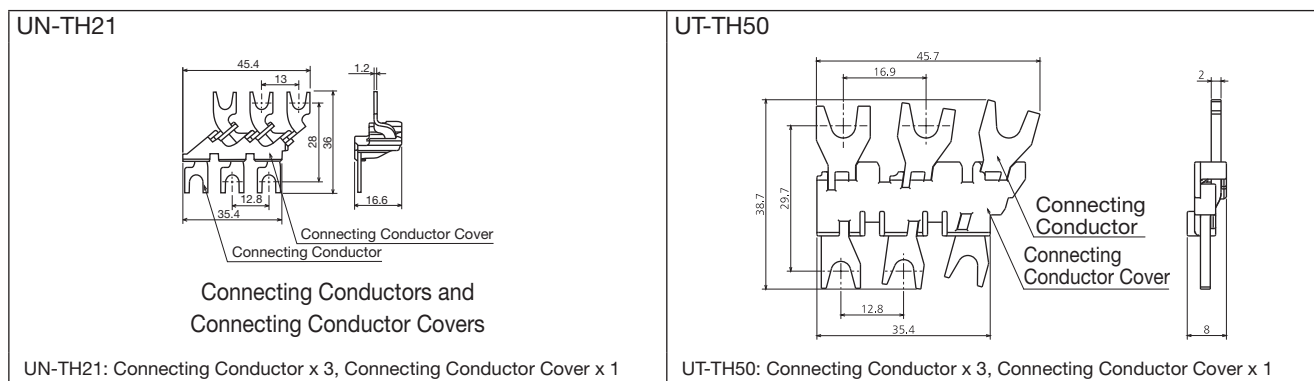 UN-TH21
45.4
13
1.2
28
36
12.8
35.4
16.6
Connecting Conductor Cover
Connecting Conductor
Connecting Conductors and
Connecting Conductor Covers
UN-TH21: Connecting Conductor x 3, Connecting Conductor Cover x 1
UT-TH50
45.7
16.9
2
38.7
29.7
Connecting
Conductor
Connecting
Conductor Cover
12.8
35.4
8
UT-TH50: Connecting Conductor x 3, Connecting Conductor Cover x 1